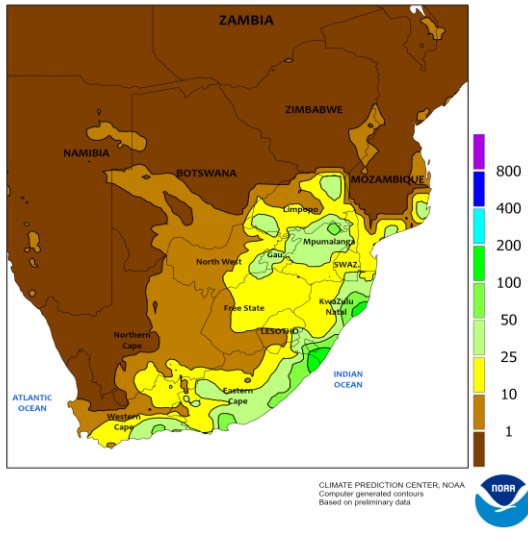 ZAMBIA
ZIMBABWE
NAMIBIA
BOTSWANA
MOZAMBIQUE
Limpopo
Mpumalanga
Gau.
North West
SWAZ.
Free State
KwaZulu
Natal
LESOTHO
Northern
Cape
Eastern
Cape
Western
Cape
ATLANTIC
OCEAN
INDIAN
OCEAN
800
400
200
100
50
25
10
1
CLIMATE PREDICTION CENTER, NOAA
Computer generated contours
Based on preliminary data
NOAA